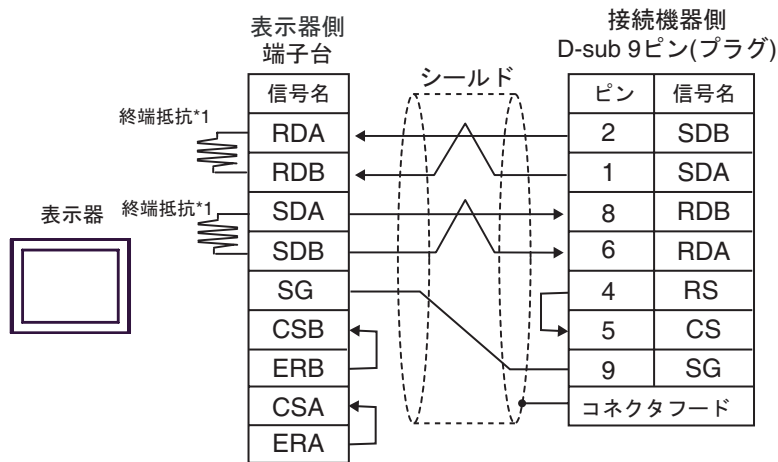 表示器側
端子台
接続機器側
D-sub 9ピン(プラグ)
シールド
信号名
ピン 信号名
終端抵抗*1
RDA 2 SDB
RDB 1 SDA
表示器
終端抵抗*1
SDA 8 RDB
SDB 6 RDA
SG 4 RS
CSB 5 CS
ERB 9 SG
CSA コネクタフード
ERA